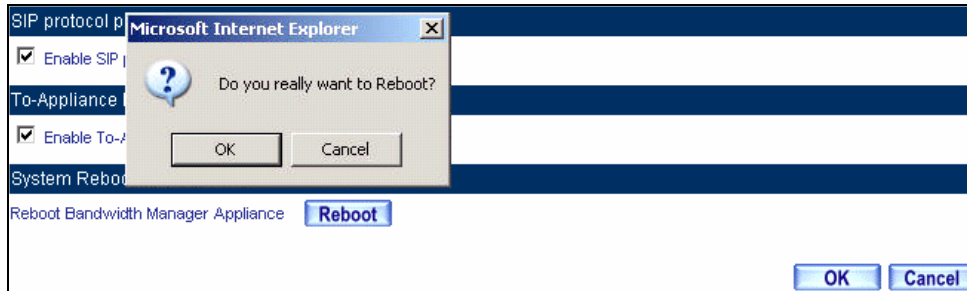 SIP protocol p
Microsoft Internet Explorer
Enable SIP
Do you really want to Reboot?
To-Appliance
Enable To-
OK Cancel
System Reboo
Reboot Bandwidth Manager Appliance Reboot
OK Cancel